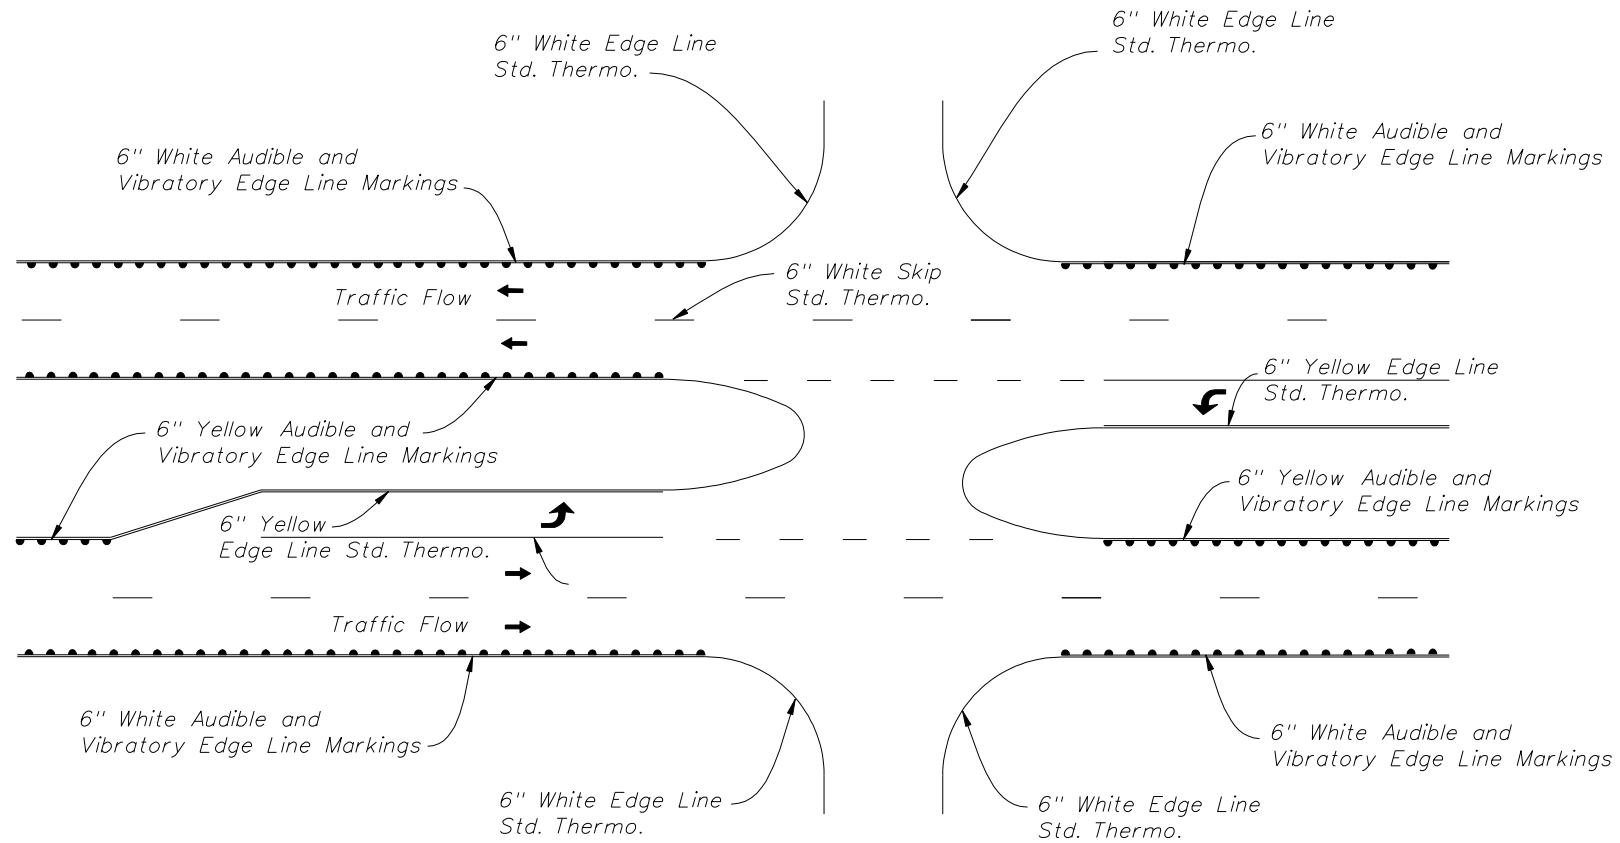 6" White Edge Line
Std. Thermo.
6" White Edge Line
Std. Thermo.
6" White Audible and
Vibratory Edge Line Markings
6" White Audible and
Vibratory Edge Line Markings
Traffic Flow
6" White Skip
Std. Thermo.
6" Yellow Edge Line
Std. Thermo.
6" Yellow Audible and
Vibratory Edge Line Markings
6" Yellow Audible and
Vibratory Edge Line Markings
6" Yellow
Edge Line Std. Thermo.
Traffic Flow
6" White Audible and
Vibratory Edge Line Markings
6" White Audible and
Vibratory Edge Line Markings
6" White Edge Line
Std. Thermo.
6" White Edge Line
Std. Thermo.